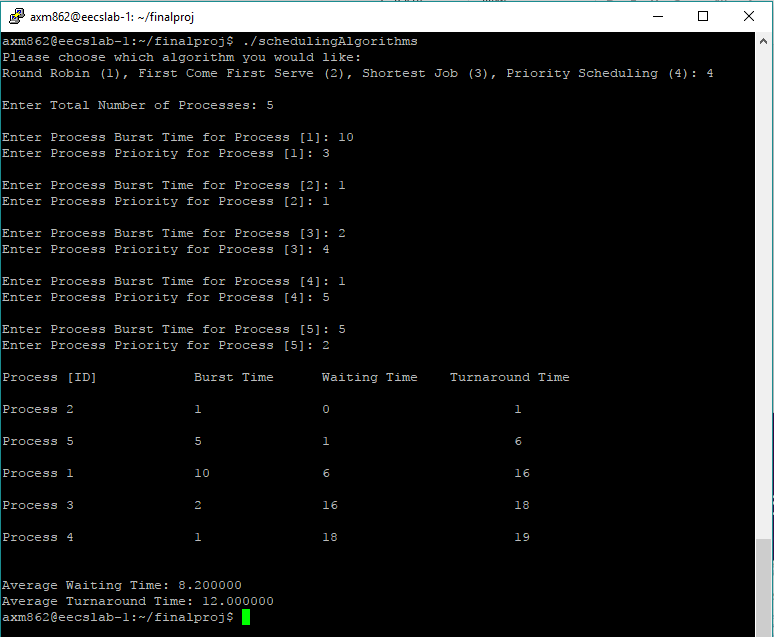 axm862@eecslab-1: ~/finalproj
axm862@eecslab-1:~/finalproj$ ./schedulingAlgorithms
Please choose which algorithm you would like:
Round Robin (1), First Come First Serve (2), Shortest Job (3), Priority Scheduling (4): 4
Enter Total Number of Processes: 5
Enter Process Burst Time for Process [1]: 10
Enter Process Priority for Process [1]: 3
Enter Process Burst Time for Process [2]: 1
Enter Process Priority for Process [2]: 1
Enter Process Burst Time for Process [3]: 2
Enter Process Priority for Process [3]: 4
Enter Process Burst Time for Process [4]: 1
Enter Process Priority for Process [4]: 5
Enter Process Burst Time for Process [5]: 5
Enter Process Priority for Process [5]: 2
Process [ID] Burst Time Waiting Time Turnaround Time
Process 2 1 0 1
Process 5 5 1 6
Process 1 10 6 16
Process 3 2 16 18
Process 4 1 18 19
Average Waiting Time: 8.200000
Average Turnaround Time: 12.000000
axm862@eecslab-1:~/finalproj$